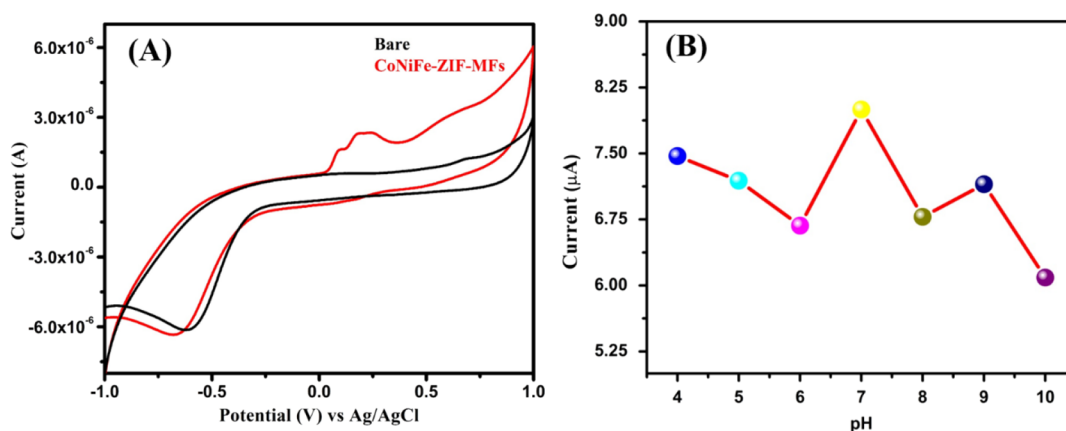 (A)
Bare
CoNiFe-ZIF-MFs
6.0x10⁻⁶
3.0x10⁻⁶
0.0
-3.0x10⁻⁶
-6.0x10⁻⁶
Current (A)
-1.0 -0.5 0.0 0.5 1.0
Potential (V) vs Ag/AgCl
(B)
9.00
8.25
7.50
6.75
6.00
5.25
Current (µA)
4 5 6 7 8 9 10
pH